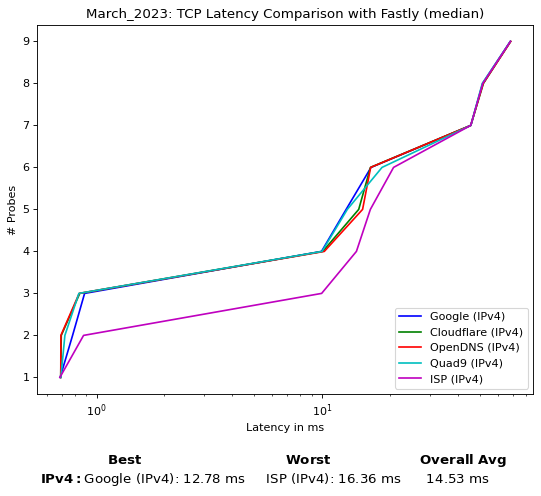 March_2023: TCP Latency Comparison with Fastly (median)
# Probes
9
8
7
6
5
4
3
2
1
Google (IPv4)
Cloudflare (IPv4)
OpenDNS (IPv4)
Quad9 (IPv4)
ISP (IPv4)
10⁰ 10¹
Latency in ms
Best Worst Overall Avg
IPv4: Google (IPv4): 12.78 ms ISP (IPv4): 16.36 ms 14.53 ms